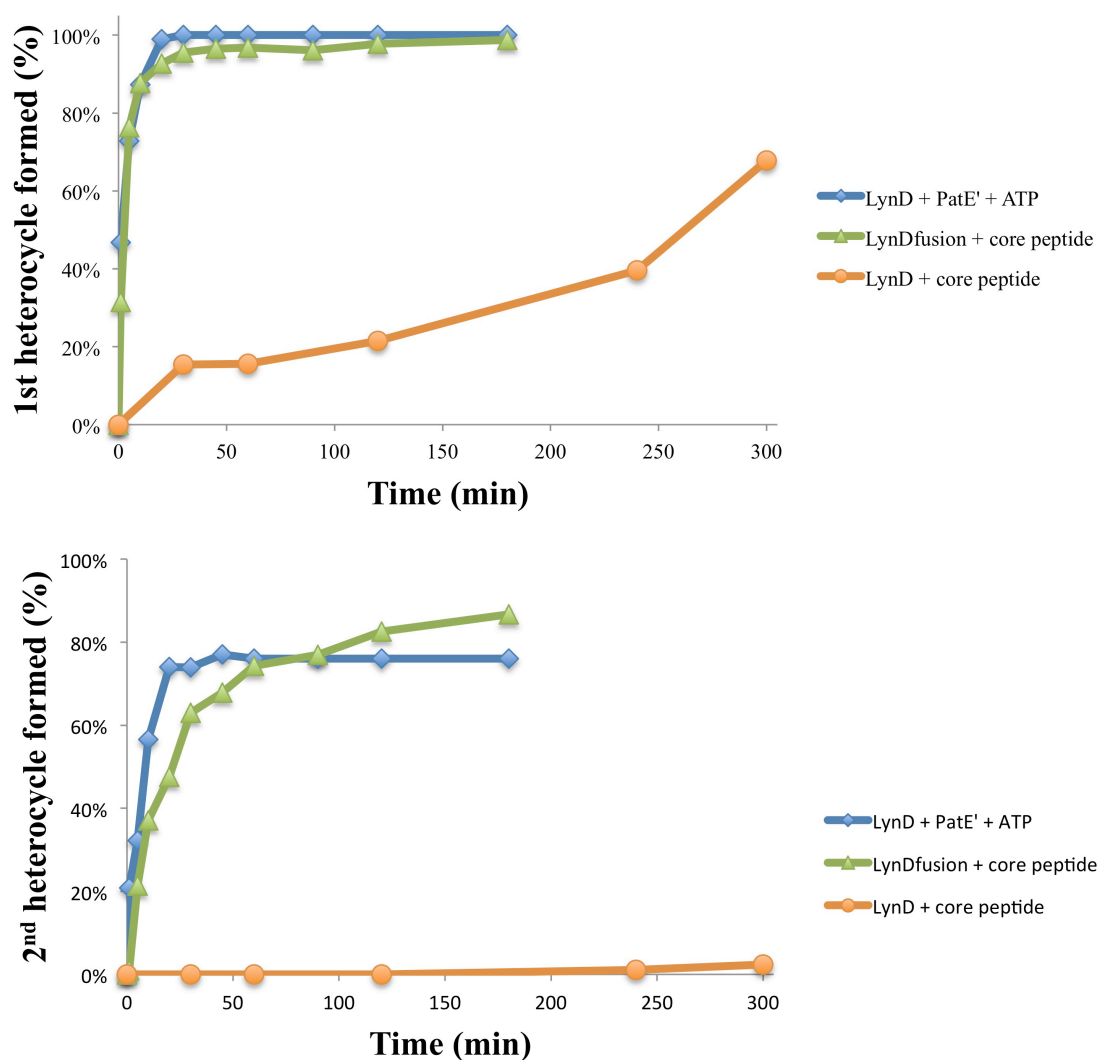 1st heterocycle formed (%)
100%
80%
60%
40%
20%
0%
0 50 100 150 200 250 300
Time (min)
LynD + PatE' + ATP
LynDfusion + core peptide
LynD + core peptide
2nd heterocycle formed (%)
100%
80%
60%
40%
20%
0%
0 50 100 150 200 250 300
Time (min)
LynD + PatE' + ATP
LynDfusion + core peptide
LynD + core peptide